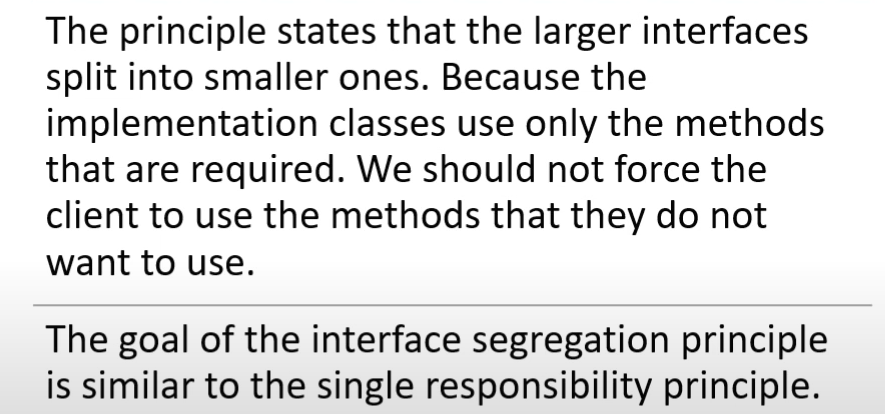 The principle states that the larger interfaces
split into smaller ones. Because the
implementation classes use only the methods
that are required. We should not force the
client to use the methods that they do not
want to use.
The goal of the interface segregation principle
is similar to the single responsibility principle.